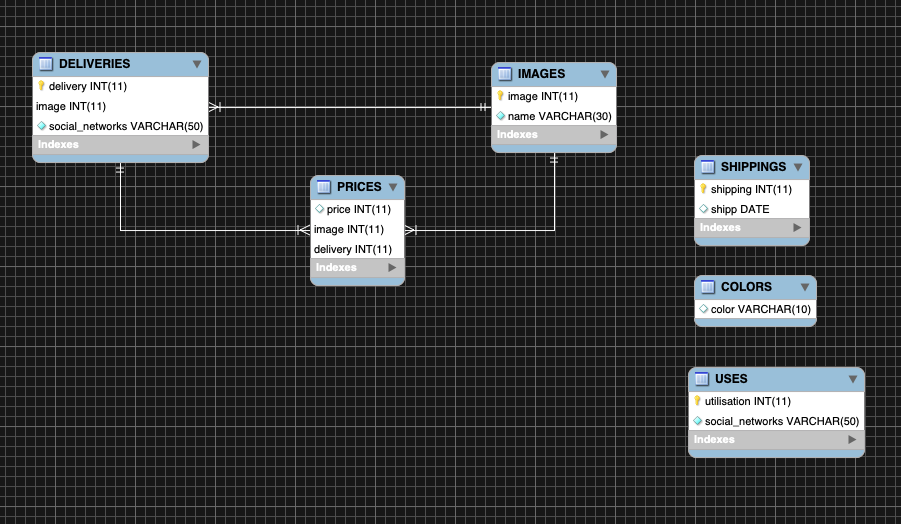 DELIVERIES
delivery INT(11)
image INT(11)
social_networks VARCHAR(50)
Indexes
IMAGES
image INT(11)
name VARCHAR(30)
Indexes
PRICES
price INT(11)
image INT(11)
delivery INT(11)
Indexes
SHIPPINGS
shipping INT(11)
shipp DATE
Indexes
COLORS
color VARCHAR(10)
USES
utilisation INT(11)
social_networks VARCHAR(50)
Indexes